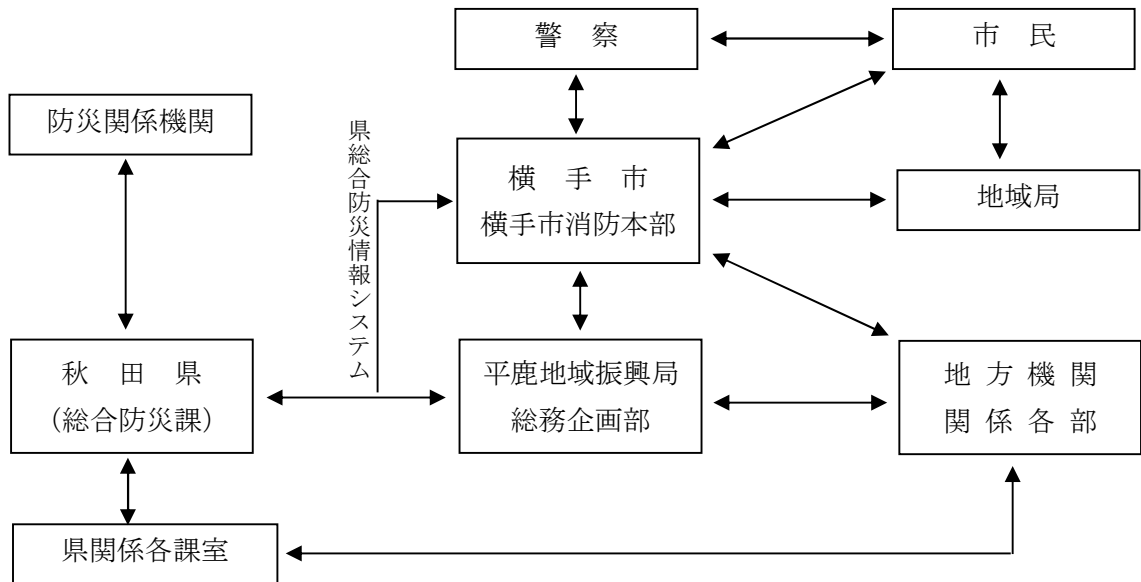 警　察
市　民
防災関係機関
県総合防災情報システム
横　手　市
横手市消防本部
地域局
秋　田　県
(総合防災課)
平鹿地域振興局
総務企画部
地 方 機 関
関 係 各 部
県関係各課室